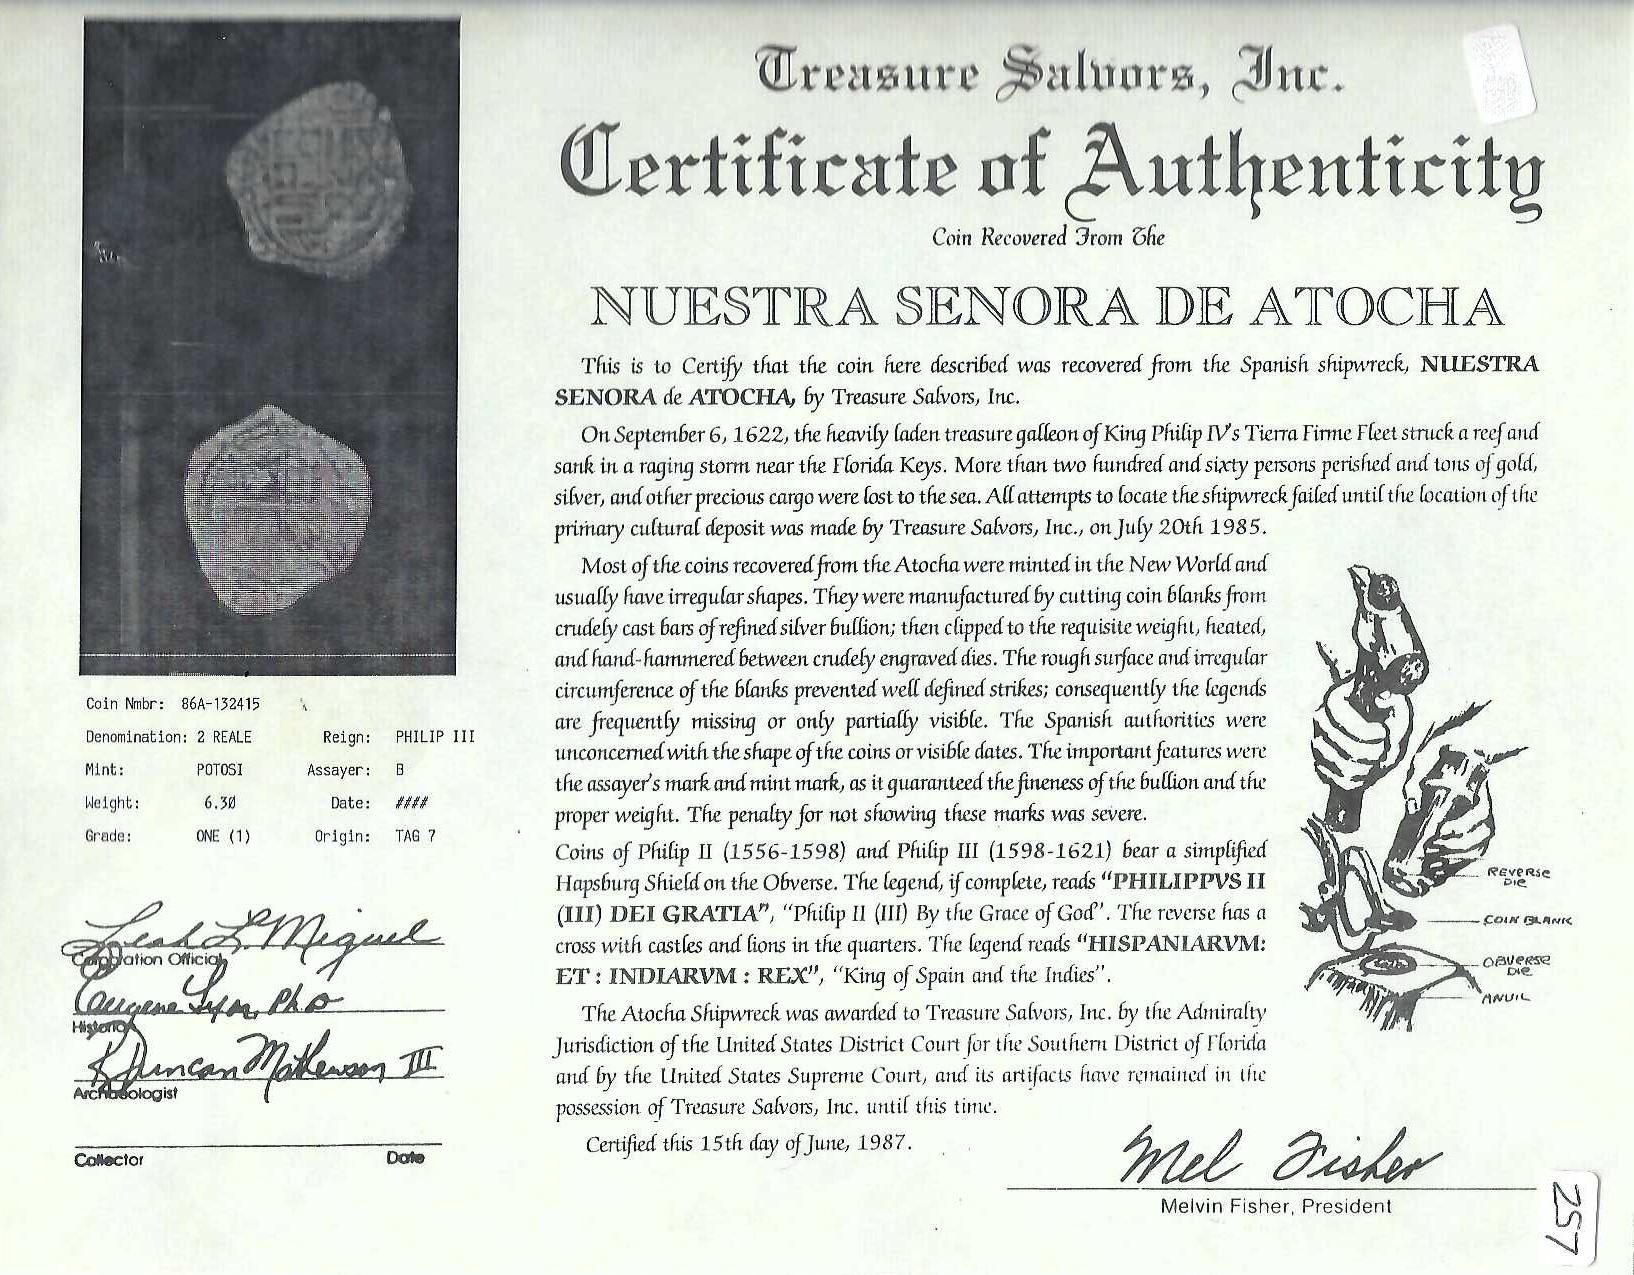 Treasure Salvors, Inc.
Certificate of Authenticity
Coin Recovered From The
NUESTRA SENORA DE ATOCHA
This is to Certify that the coin here described was recovered from the Spanish shipwreck, NUESTRA
SENORA de ATOCHA, by Treasure Salvors, Inc.
On September 6, 1622, the heavily laden treasure galleon of King Philip IV's Tierra Firme Fleet struck a reef and
sank in a raging storm near the Florida Keys. More than two hundred and sixty persons perished and tons of gold,
silver, and other precious cargo were lost to the sea. All attempts to locate the shipwreck failed until the location of the
primary cultural deposit was made by Treasure Salvors, Inc., on July 20th 1985.
Most of the coins recovered from the Atocha were minted in the New World and
usually have irregular shapes. They were manufactured by cutting coin blanks from
crudely cast bars of refined silver bullion; then clipped to the requisite weight, heated,
and hand-hammered between crudely engraved dies. The rough surface and irregular
circumference of the blanks prevented well defined strikes; consequently the legends
are frequently missing or only partially visible. The Spanish authorities were
unconcerned with the shape of the coins or visible dates. The important features were
the assayer's mark and mint mark, as it guaranteed the fineness of the bullion and the
proper weight. The penalty for not showing these marks was severe.
Coins of Philip II (1556-1598) and Philip III (1598-1621) bear a simplified
Hapsburg Shield on the Obverse. The legend, if complete, reads "PHILIPPVS II
(III) DEI GRATIA", "Philip II (III) By the Grace of God". The reverse has a
cross with castles and lions in the quarters. The legend reads "HISPANIARVM:
ET : INDIARVM : REX", "King of Spain and the Indies".
The Atocha Shipwreck was awarded to Treasure Salvors, Inc. by the Admiralty
Jurisdiction of the United States District Court for the Southern District of Florida
and by the United States Supreme Court, and its artifacts have remained in the
possession of Treasure Salvors, Inc. until this time.
Certified this 15th day of June, 1987.
REVERSE
DIE
COIN BLANK
OBVERSE
DIE
ANVIL
Coin Nmbr: 86A-132415
Denomination: 2 REALE Reign: PHILIP III
Mint: POTOSI Assayer: B
Weight: 6.30 Date: ####
Grade: ONE (1) Origin: TAG 7
Leah L. Miguel
Corporation Official
Eugene Lyon, PhD
Historian
R Duncan Mathewson III
Archaeologist
Collector Date
Mel Fisher
Melvin Fisher, President
257